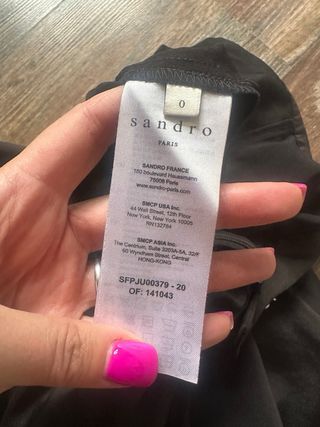 0
sandro
PARIS
SANDRO FRANCE
150 boulevard Haussmann
75008 Paris
www.sandro-paris.com
SMCP USA Inc.
44 Wall Street, 12th Floor
New York, New York 10005
RN132784
SMCP ASIA Inc.
The Centrum, Suite 3203A-5A, 32/F
60 Wyndham Street, Central
HONG-KONG
SFPJU00379 - 20
OF: 141043